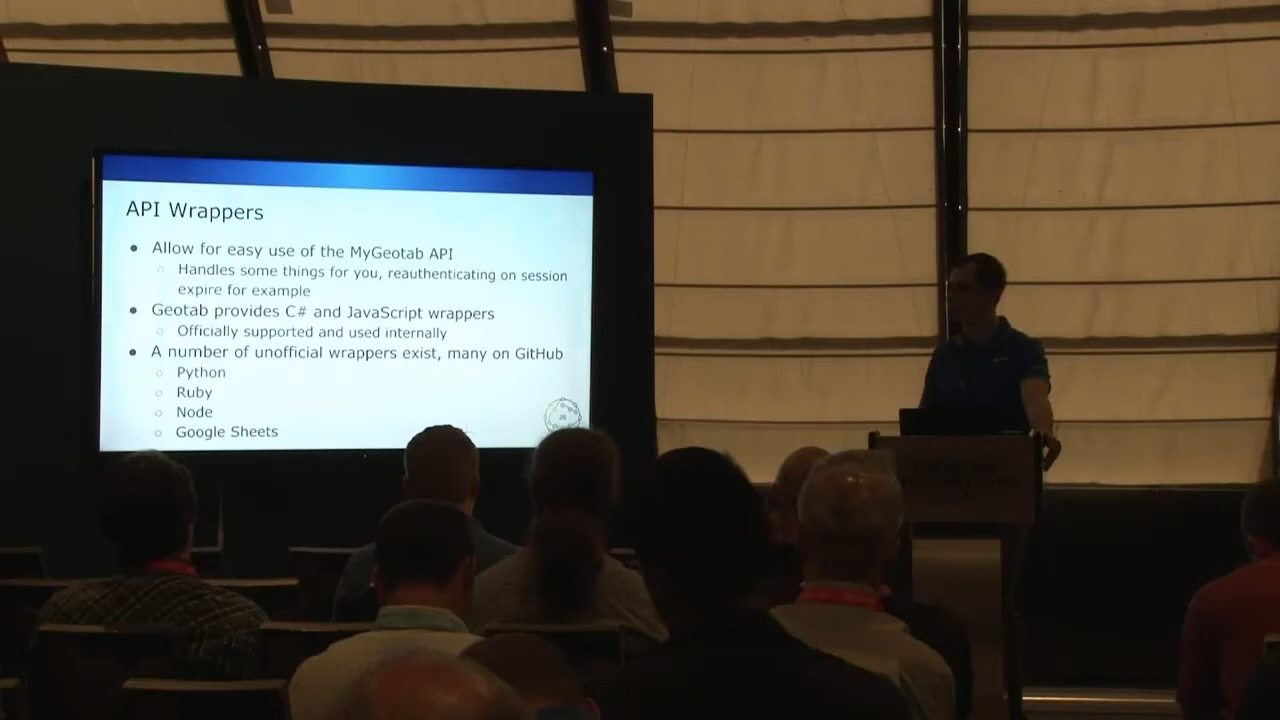 API Wrappers
● Allow for easy use of the MyGeotab API
○ Handles some things for you, reauthenticating on session
expire for example
● Geotab provides C# and JavaScript wrappers
○ Officially supported and used internally
● A number of unofficial wrappers exist, many on GitHub
○ Python
○ Ruby
○ Node
○ Google Sheets